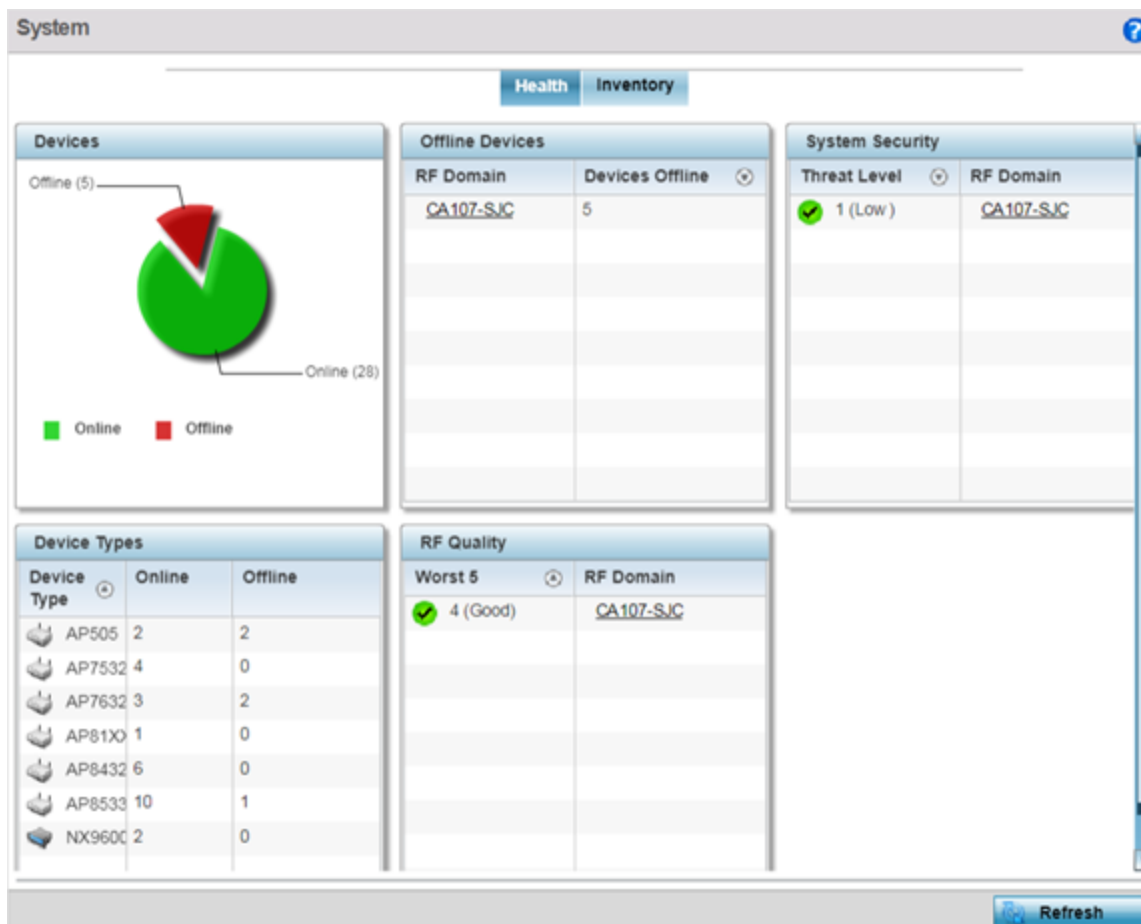 System
?
Health Inventory
Devices
Offline (5)
Online (28)
Online Offline
Offline Devices
RF Domain Devices Offline
CA107-SJC 5
System Security
Threat Level RF Domain
1 (Low) CA107-SJC
Device Types
Device Type Online Offline
AP505 2 2
AP7532 4 0
AP7632 3 2
AP81XX 1 0
AP8432 6 0
AP8533 10 1
NX9600 2 0
RF Quality
Worst 5 RF Domain
4 (Good) CA107-SJC
Refresh